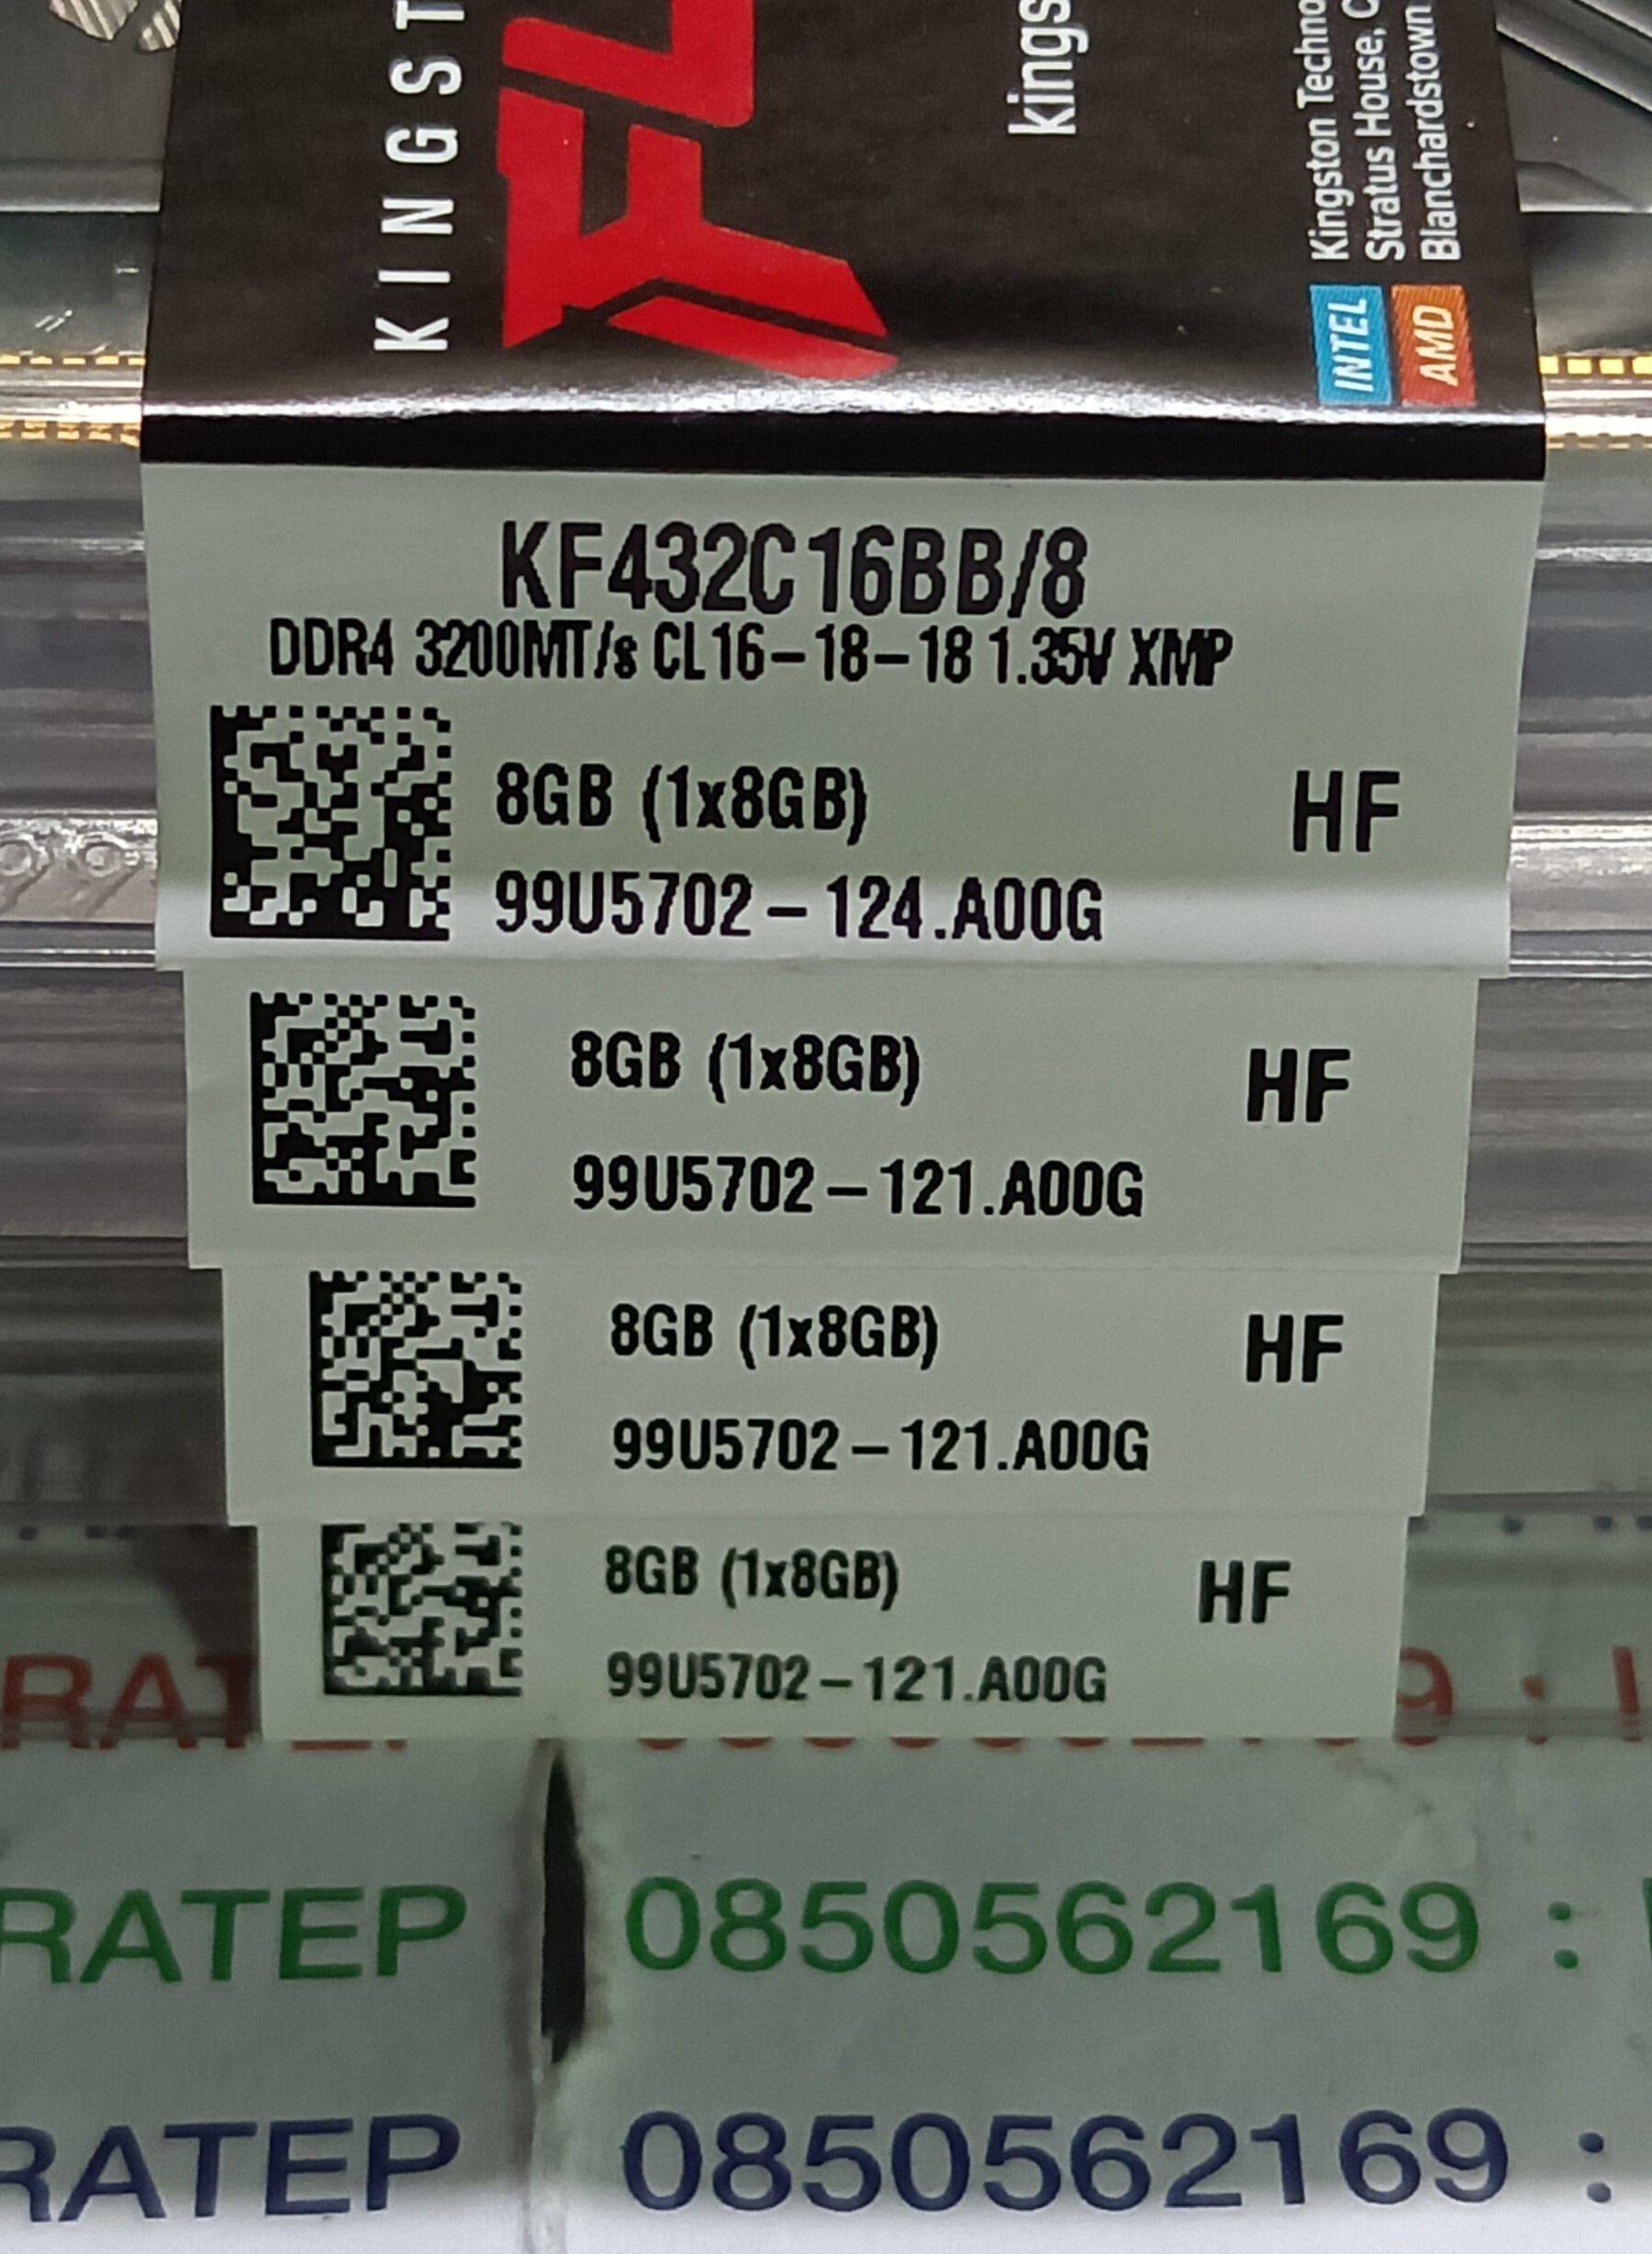 KINGST
kings
Kingston Techno
Stratus House, C
Blanchardstown
INTEL
AMD
KF432C16BB/8
DDR4 3200MT/s CL16-18-18 1.35V XMP
8GB (1x8GB)
HF
99U5702-124.A00G
8GB (1x8GB)
HF
99U5702-121.A00G
8GB (1x8GB)
HF
99U5702-121.A00G
8GB (1x8GB)
HF
99U5702-121.A00G
RATEP
RATEP 0850562169 :
RATEP 0850562169 :